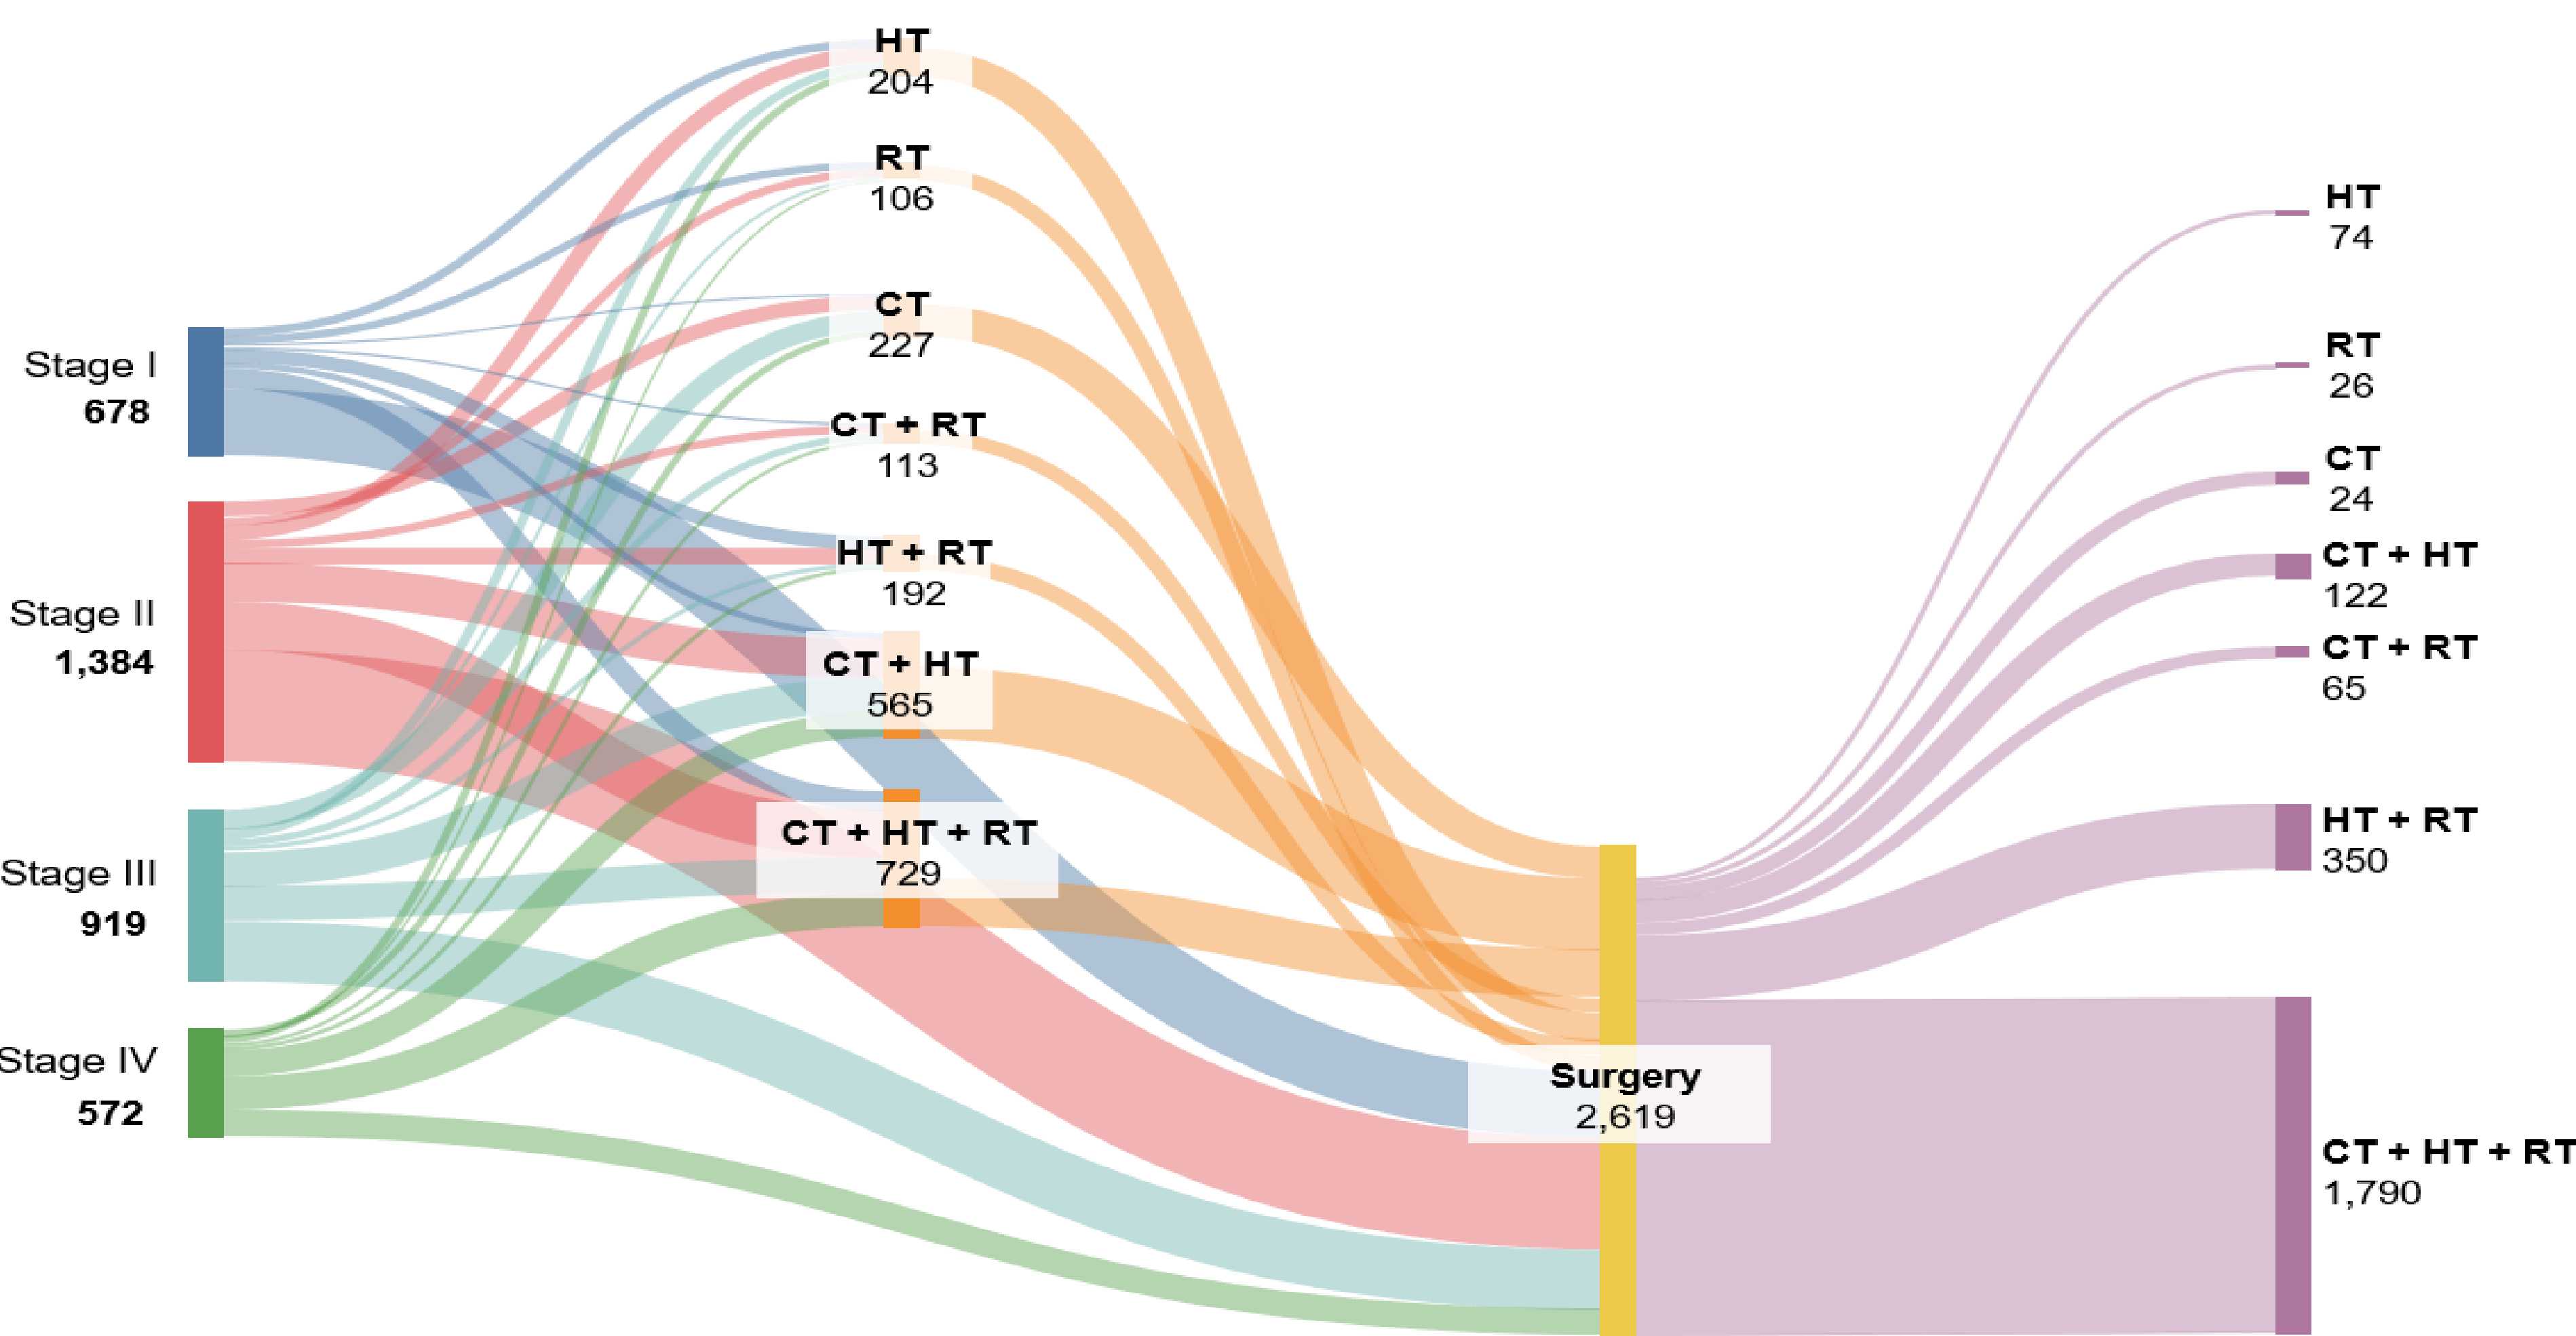 Stage I
678
Stage II
1,384
Stage III
919
Stage IV
572
HT
204
RT
106
CT
227
CT + RT
113
HT + RT
192
CT + HT
565
CT + HT + RT
729
Surgery
2,619
HT
74
RT
26
CT
24
CT + HT
122
CT + RT
65
HT + RT
350
CT + HT + RT
1,790